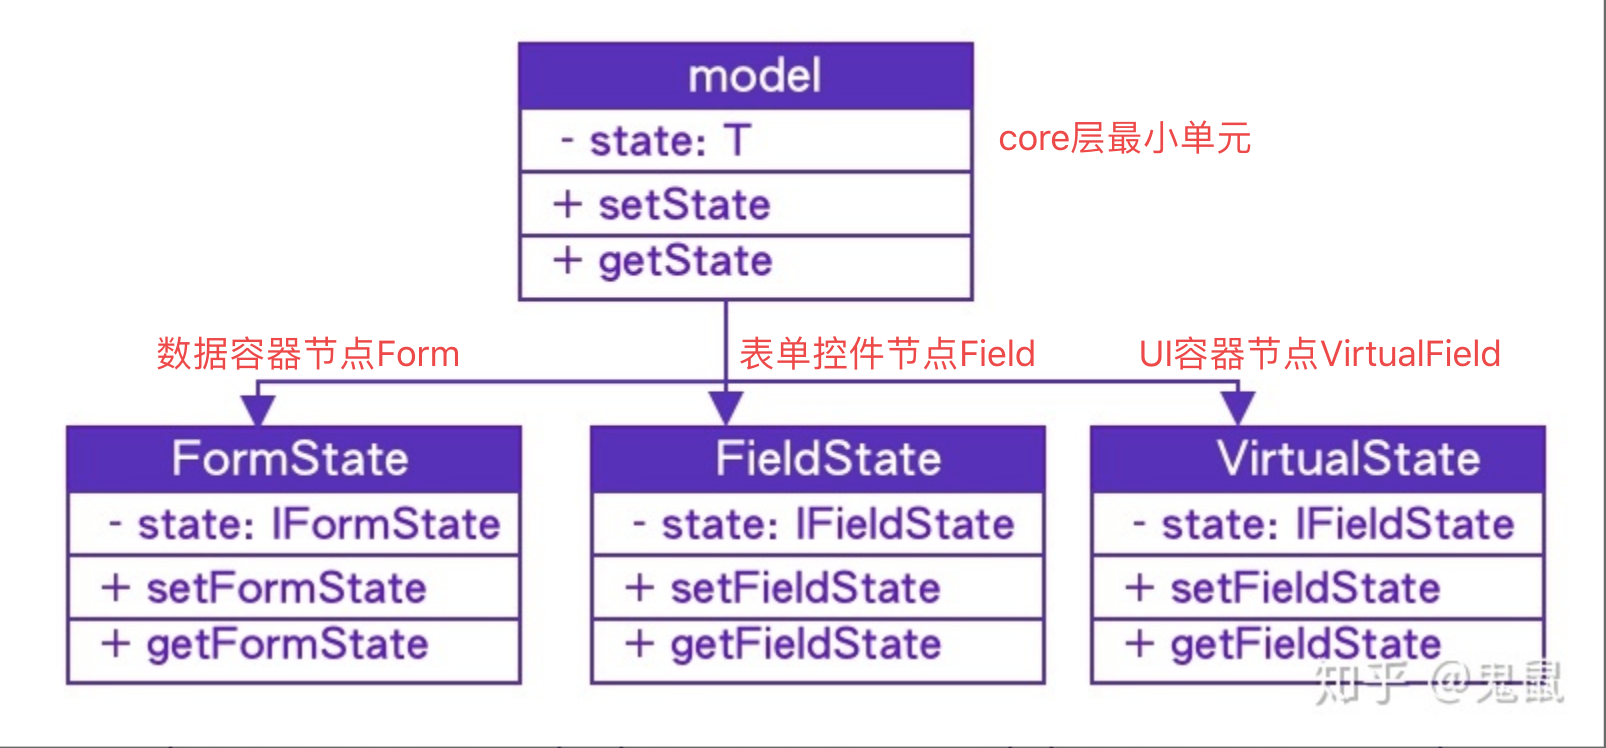 model
- state: T
core层最小单元
+ setState
+ getState
数据容器节点Form
表单控件节点Field
UI容器节点VirtualField
FormState
- state: IFormState
+ setFormState
+ getFormState
FieldState
- state: IFieldState
+ setFieldState
+ getFieldState
VirtualState
- state: IFieldState
+ setFieldState
+ getFieldState
知乎 @鬼鼠